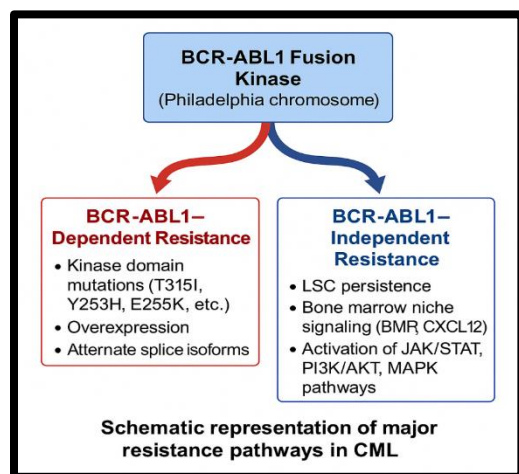 BCR-ABL1 Fusion
Kinase
(Philadelphia chromosome)
BCR-ABL1–
Dependent Resistance
• Kinase domain
mutations (T315I,
Y253H, E255K, etc.)
• Overexpression
• Alternate splice isoforms
BCR-ABL1–
Independent
Resistance
• LSC persistence
• Bone marrow niche
signaling (BMP, CXCL12)
• Activation of JAK/STAT,
PI3K/AKT, MAPK
pathways
Schematic representation of major
resistance pathways in CML